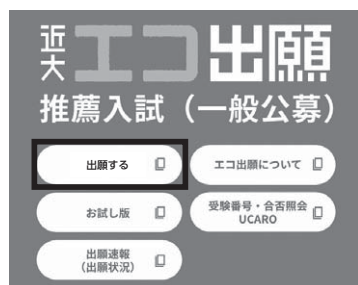 近大エコ出願
推薦入試（一般公募）
出願する
エコ出願について
お試し版
受験番号・合否照会
UCARO
出願速報
（出願状況）